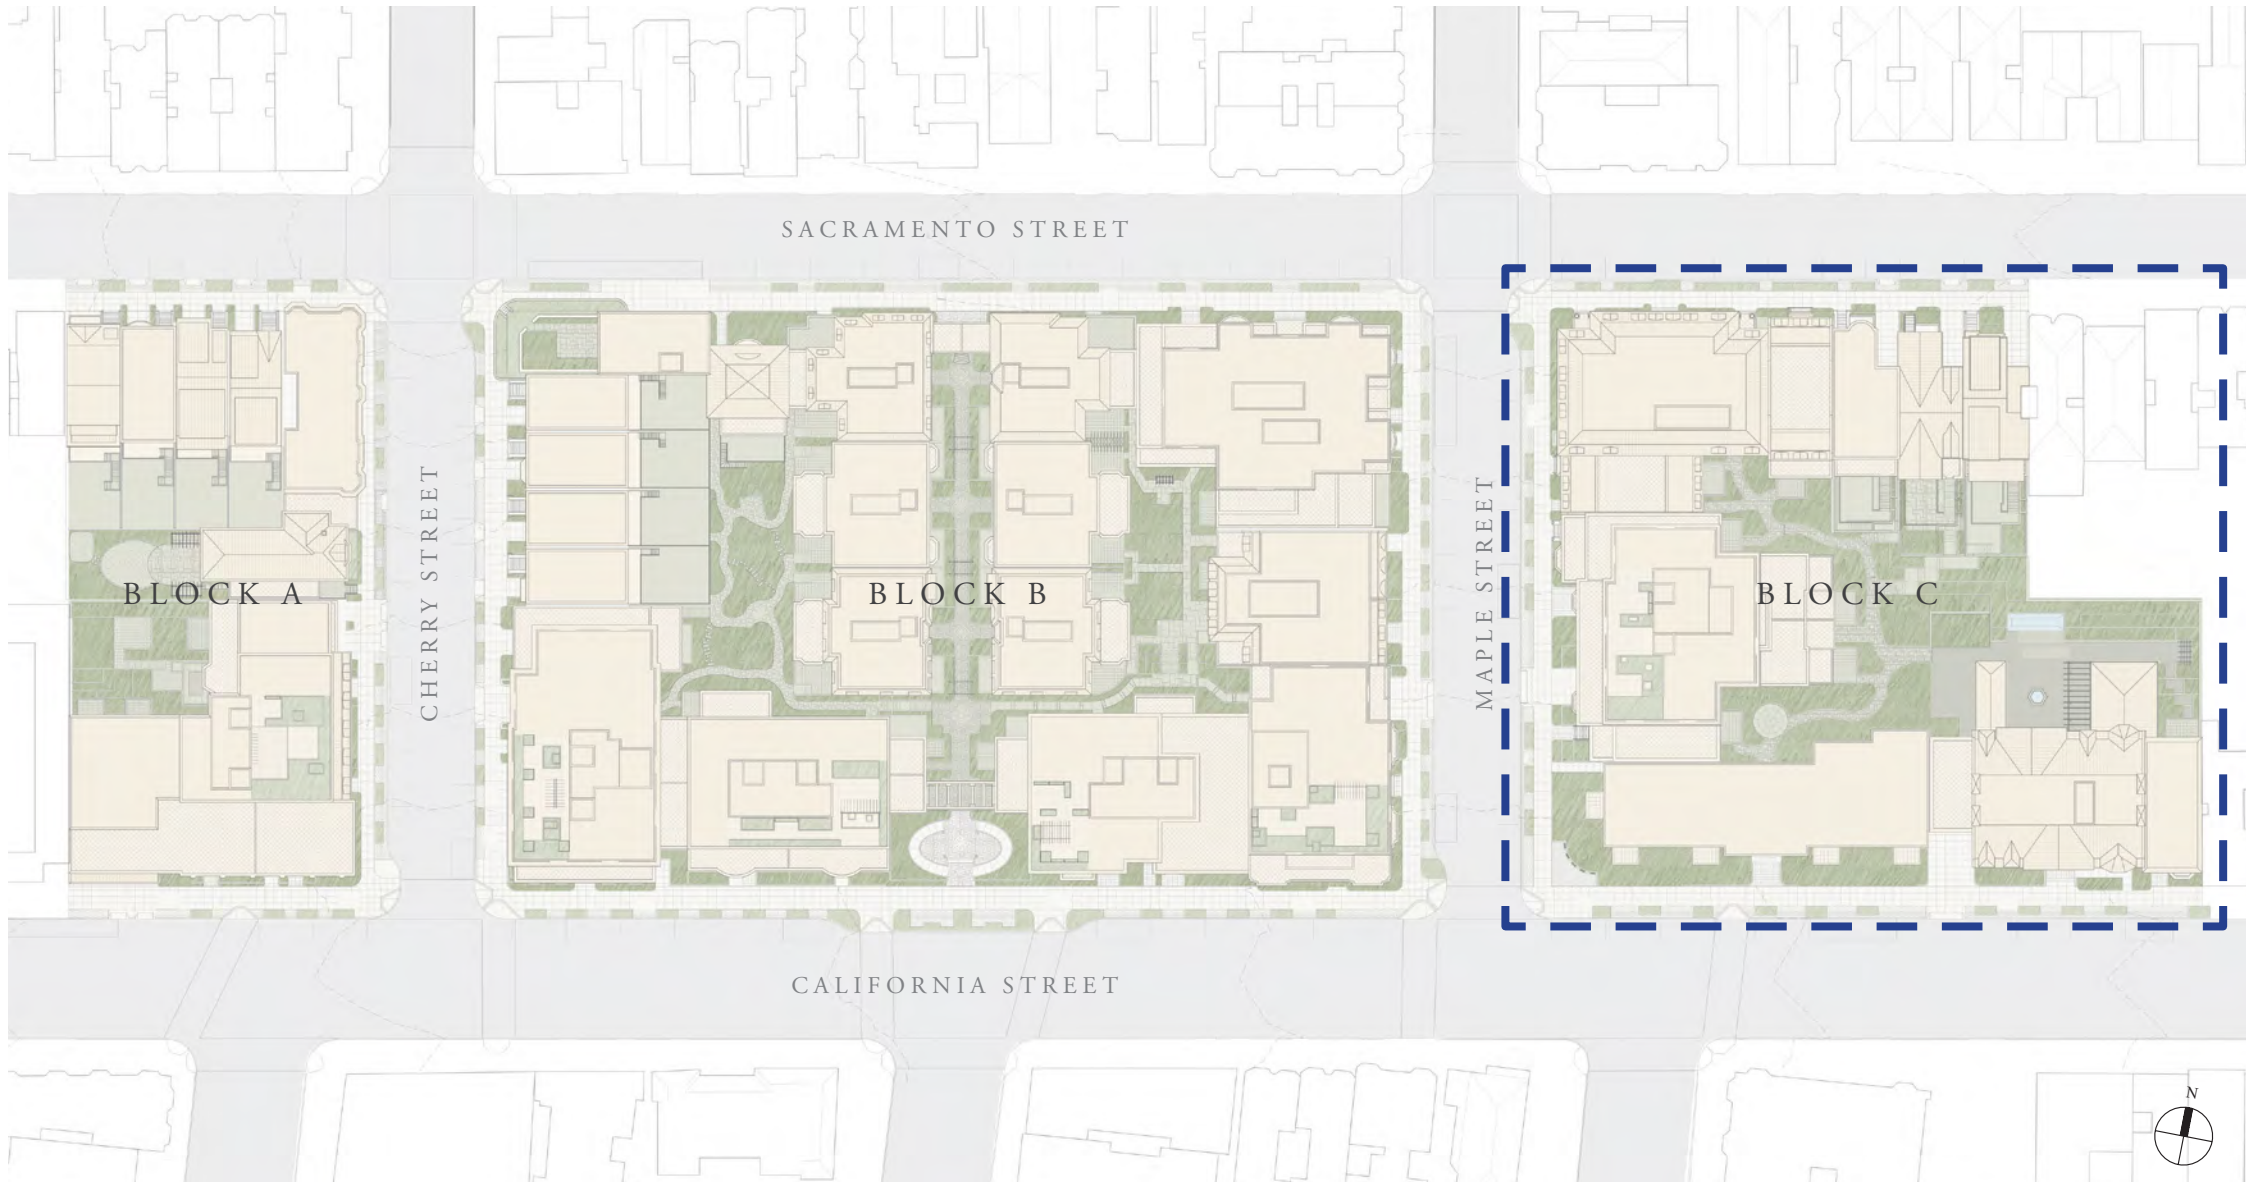 SACRAMENTO STREET
CHERRY STREET
MAPLE STREET
BLOCK A
BLOCK B
BLOCK C
CALIFORNIA STREET
N